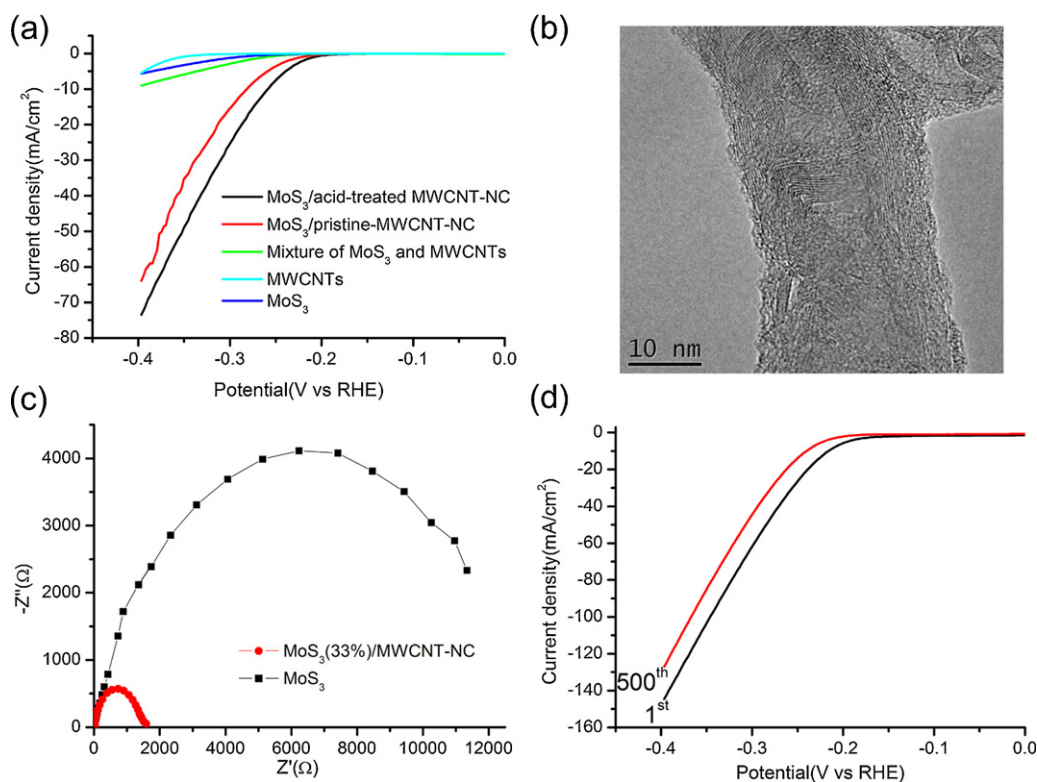 (a)
0
-10
-20
-30
-40
-50
-60
-70
-80
Current density(mA/cm²)
MoS₃/acid-treated MWCNT-NC
MoS₃/pristine-MWCNT-NC
Mixture of MoS₃ and MWCNTs
MWCNTs
MoS₃
-0.4 -0.3 -0.2 -0.1 0.0
Potential(V vs RHE)
(b)
10 nm
(c)
4000
3000
2000
1000
0
-Z"(Ω)
MoS₃(33%)/MWCNT-NC
MoS₃
0 2000 4000 6000 8000 10000 12000
Z'(Ω)
(d)
0
-20
-40
-60
-80
-100
-120
-140
-160
Current density(mA/cm²)
500th
1st
-0.4 -0.3 -0.2 -0.1 0.0
Potential(V vs RHE)